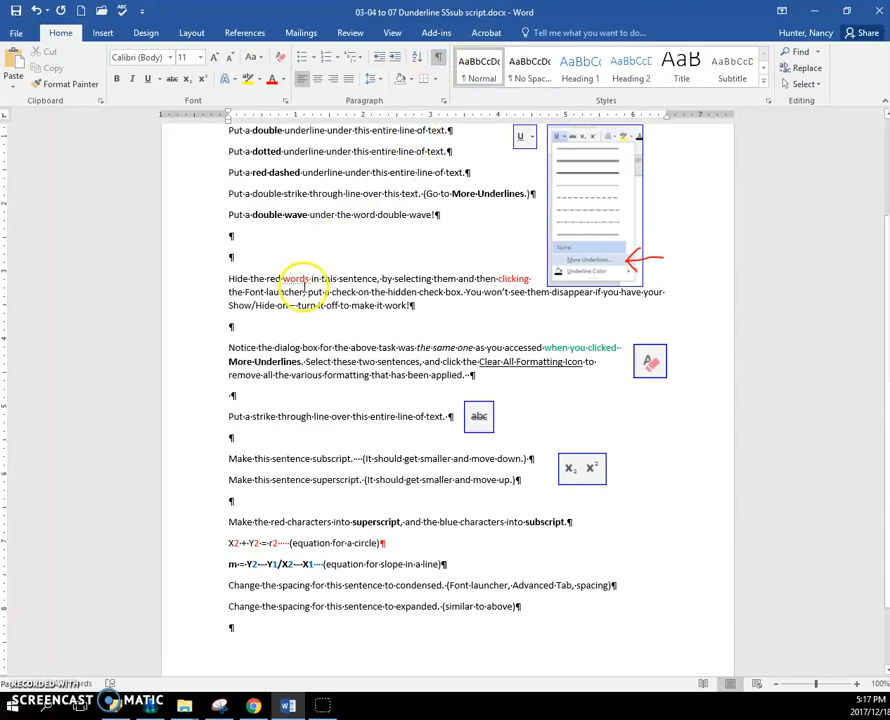 03-04 to 07 Dunderline SSsub script.docx - Word
Hunter, Nancy
Share
File
Home
Insert
Design
Layout
References
Mailings
Review
View
Add-ins
Acrobat
Tell me what you want to do...
Cut
Copy
Format Painter
Paste
Calibri (Body)
11
Find
Replace
Select
AaBbCcDc AaBbCcDc AaBbCc AaBbCcC AaB AaBbCcC
¶ Normal ¶ No Spac... Heading 1 Heading 2 Title Subtitle
Clipboard Font Paragraph Styles Editing
Put a double underline under this entire line of text.¶
Put a dotted underline under this entire line of text.¶
Put a red dashed underline under this entire line of text.¶
Put a double strike through line over this text. (Go to More Underlines.)¶
Put a double wave under the word double wave!¶
¶
¶
None
More Underlines...
Underline Color
Hide the red words in this sentence, by selecting them and then clicking
the Font launcher, put a check on the hidden check box. You won't see them disappear if you have your
Show/Hide on—turn it off to make it work!¶
¶
Notice the dialog box for the above task was the same one as you accessed when you clicked
More Underlines. Select these two sentences, and click the Clear All Formatting Icon to
remove all the various formatting that has been applied. ¶
¶
Put a strike through line over this entire line of text. ¶
abc
¶
Make this sentence subscript. (It should get smaller and move down.) ¶
Make this sentence superscript. (It should get smaller and move up.)¶
x₂ x²
¶
Make the red characters into superscript, and the blue characters into subscript.¶
X2 + Y2 = r2 (equation for a circle)¶
m = Y2 – Y1/X2 – X1 (equation for slope in a line)¶
Change the spacing for this sentence to condensed. (Font launcher, Advanced Tab, spacing)¶
Change the spacing for this sentence to expanded. (similar to above)¶
¶
100%
RECORDED WITH
SCREENCAST MATIC
5:17 PM
2017/12/18